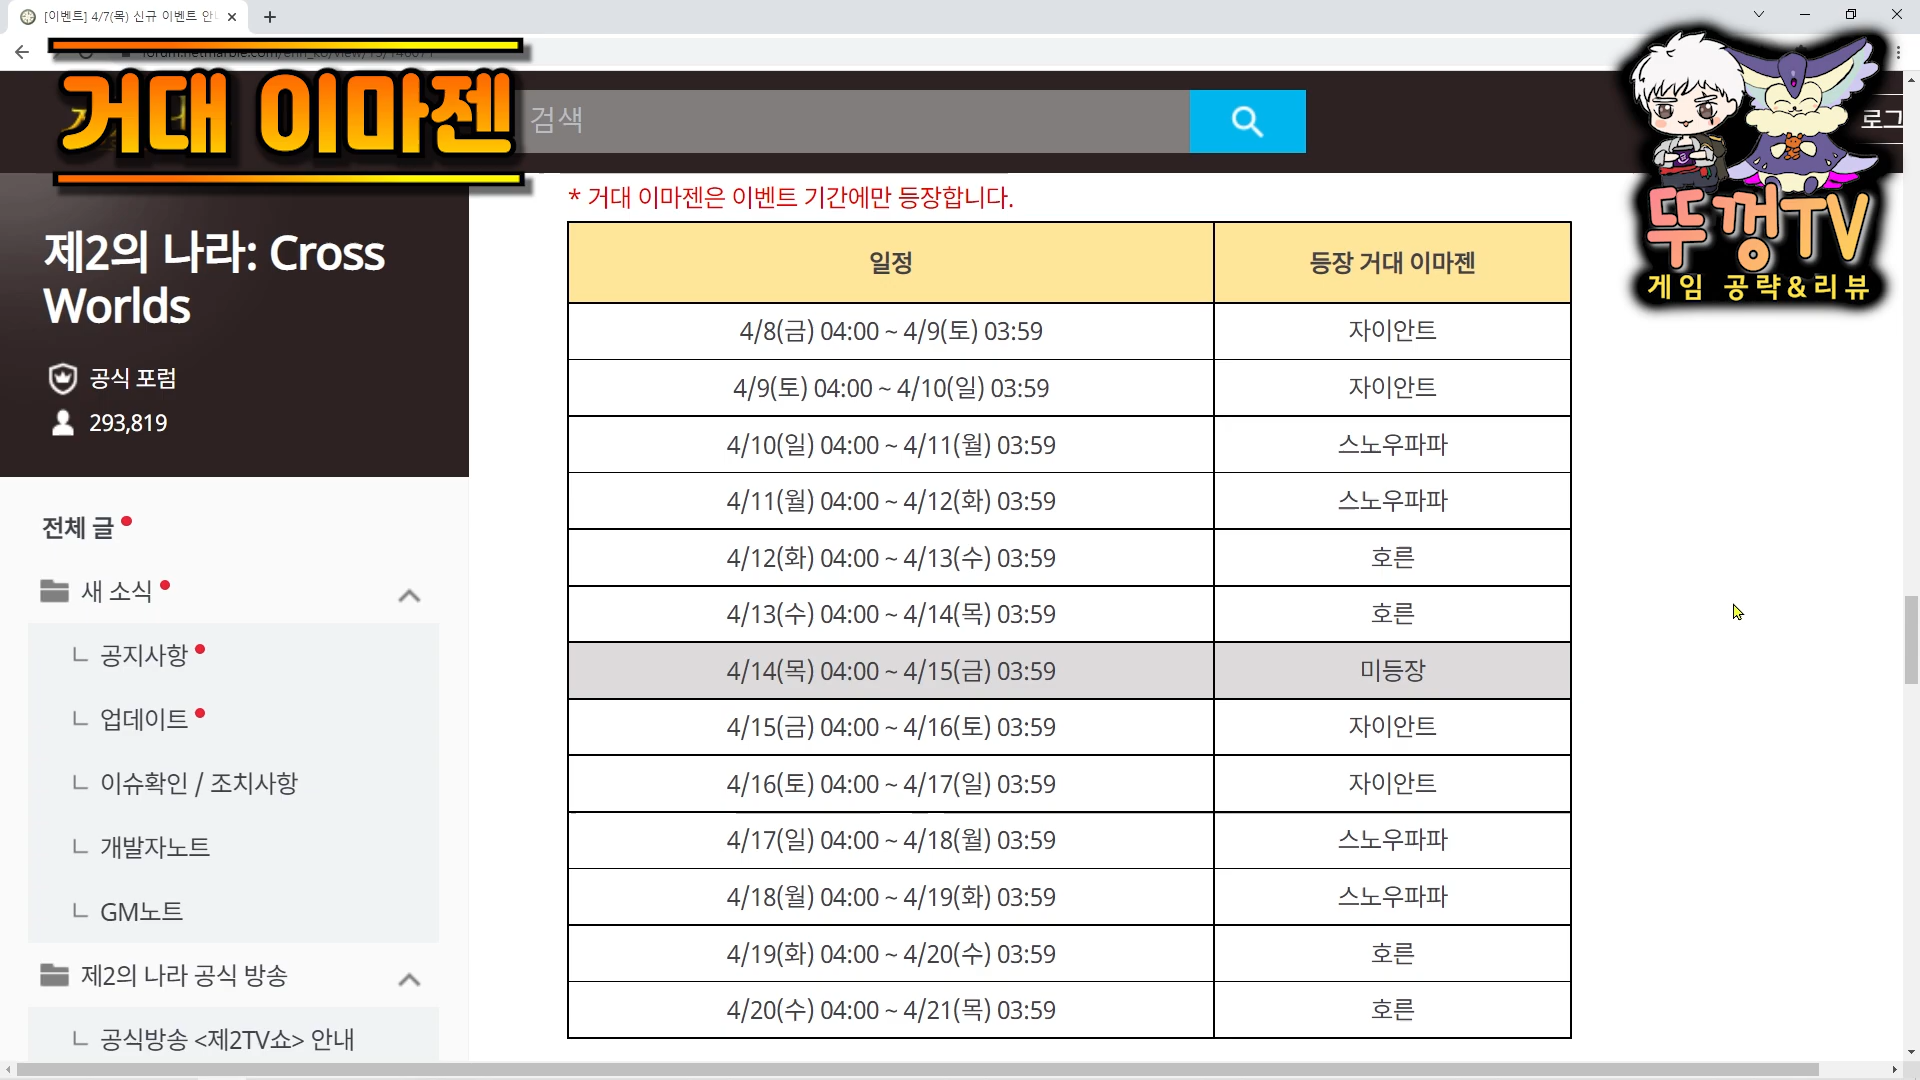 [이벤트] 4/7(목) 신규 이벤트 안
거대 이마젠
검색
로그
뚜껑TV
게임 공략&리뷰
제2의 나라: Cross
Worlds
공식 포럼
293,819
전체 글
새 소식
공지사항
업데이트
이슈확인 / 조치사항
개발자노트
GM노트
제2의 나라 공식 방송
공식방송 <제2TV쇼> 안내
* 거대 이마젠은 이벤트 기간에만 등장합니다.
일정 등장 거대 이마젠
4/8(금) 04:00 ~ 4/9(토) 03:59 자이안트
4/9(토) 04:00 ~ 4/10(일) 03:59 자이안트
4/10(일) 04:00 ~ 4/11(월) 03:59 스노우파파
4/11(월) 04:00 ~ 4/12(화) 03:59 스노우파파
4/12(화) 04:00 ~ 4/13(수) 03:59 호른
4/13(수) 04:00 ~ 4/14(목) 03:59 호른
4/14(목) 04:00 ~ 4/15(금) 03:59 미등장
4/15(금) 04:00 ~ 4/16(토) 03:59 자이안트
4/16(토) 04:00 ~ 4/17(일) 03:59 자이안트
4/17(일) 04:00 ~ 4/18(월) 03:59 스노우파파
4/18(월) 04:00 ~ 4/19(화) 03:59 스노우파파
4/19(화) 04:00 ~ 4/20(수) 03:59 호른
4/20(수) 04:00 ~ 4/21(목) 03:59 호른